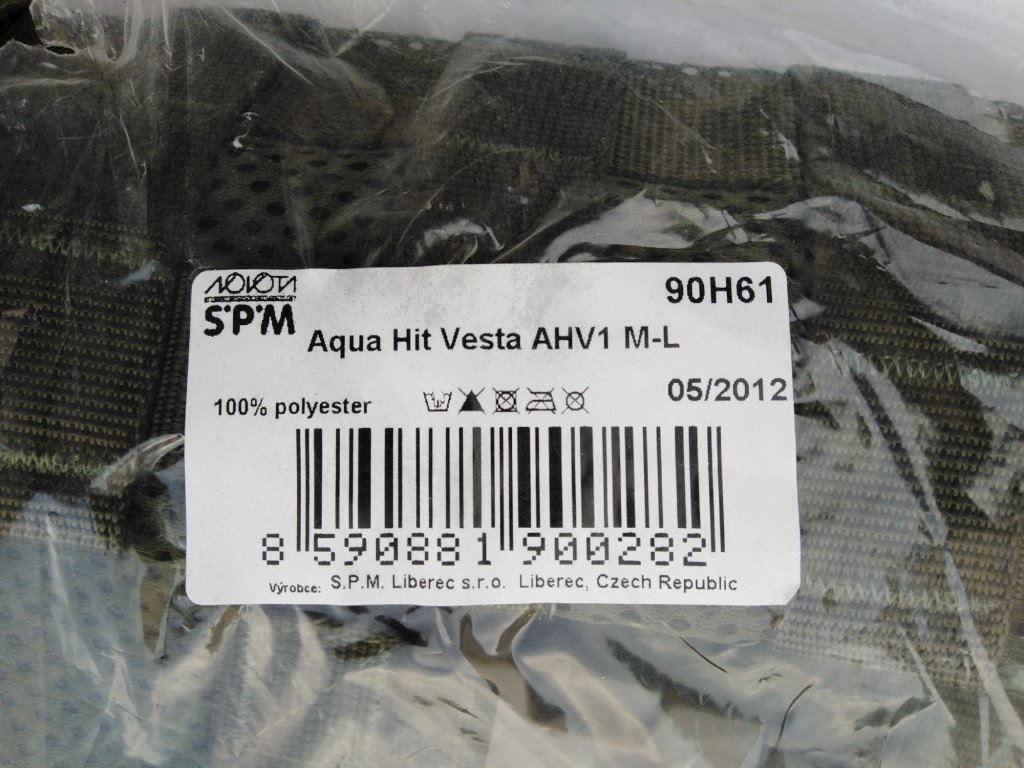 NOVOTA
S.P.M
90H61
Aqua Hit Vesta AHV1 M-L
05/2012
100% polyester
8 590881 900282
Výrobce: S.P.M. Liberec s.r.o. Liberec, Czech Republic